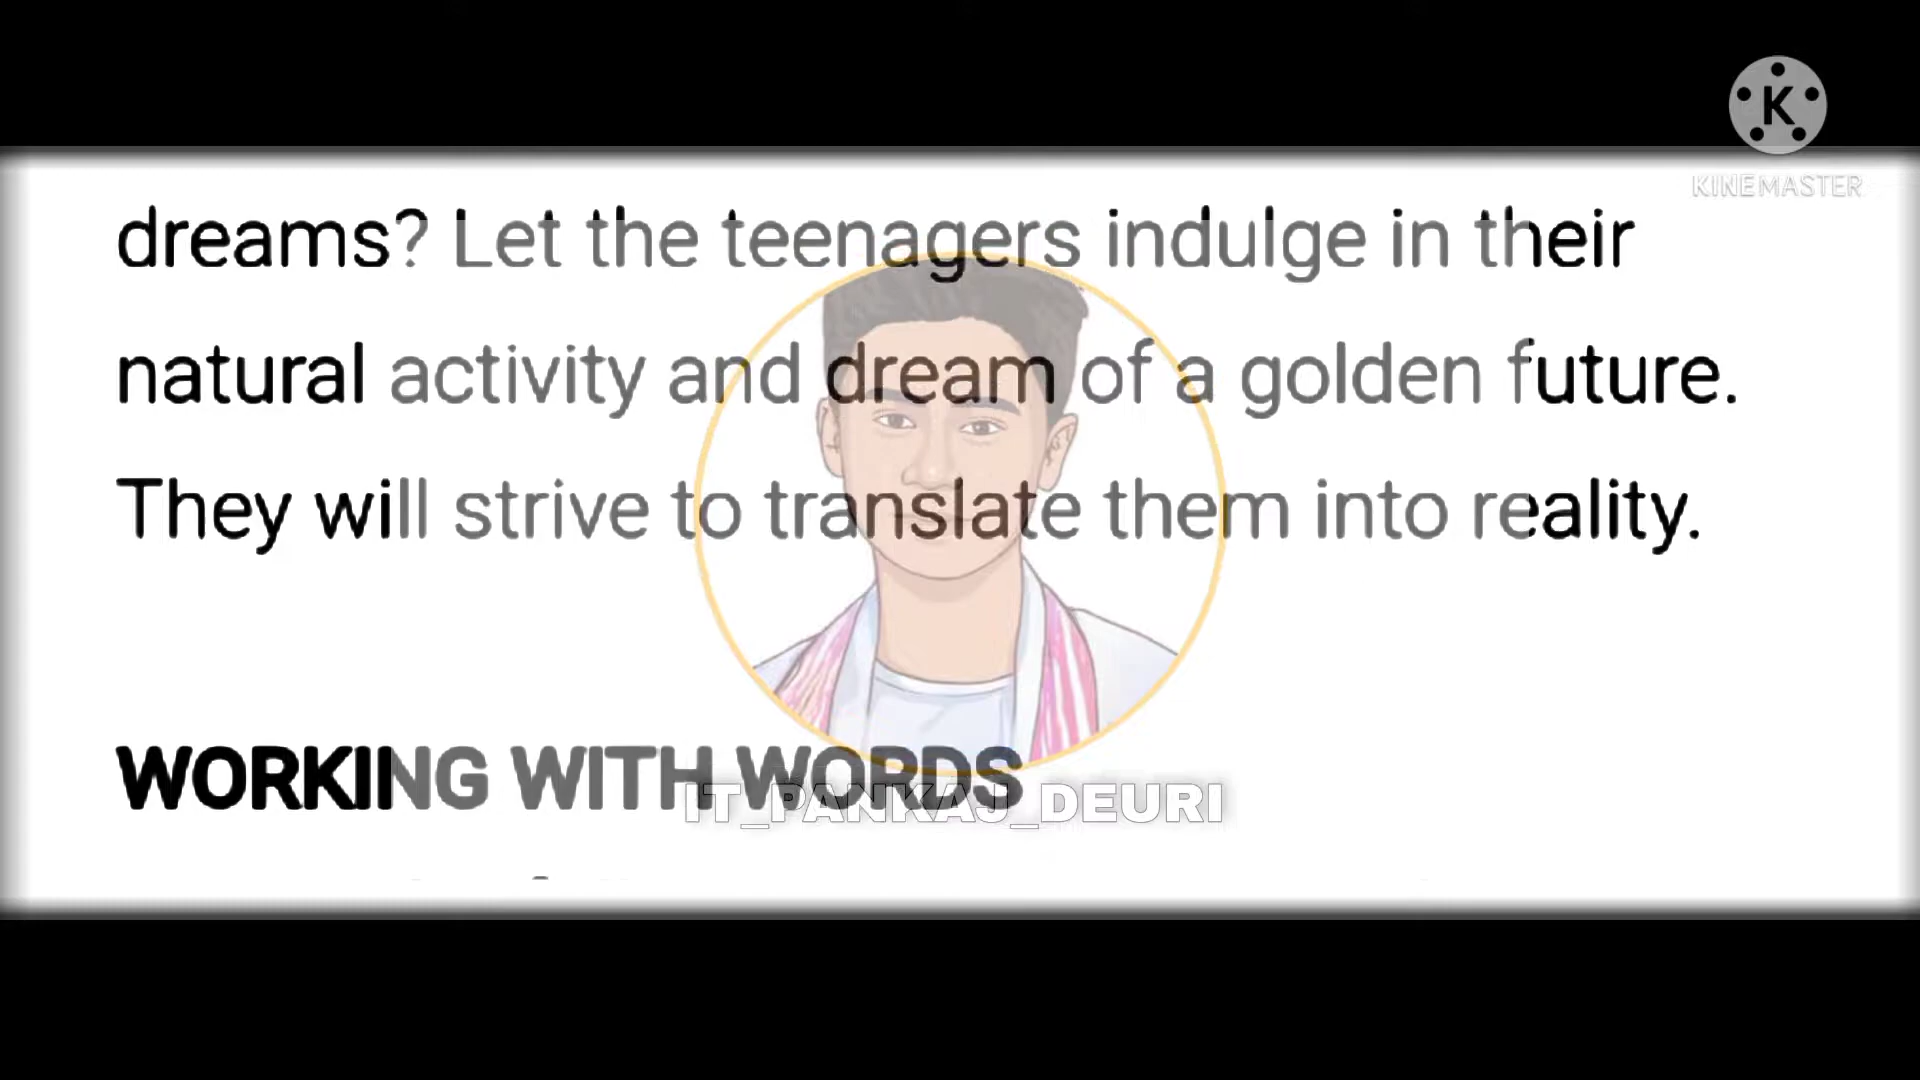 K
KINEMASTER
dreams? Let the teenagers indulge in their
natural activity and dream of a golden future.
They will strive to translate them into reality.
WORKING WITH WORDS
IT_PANKAJ_DEURI